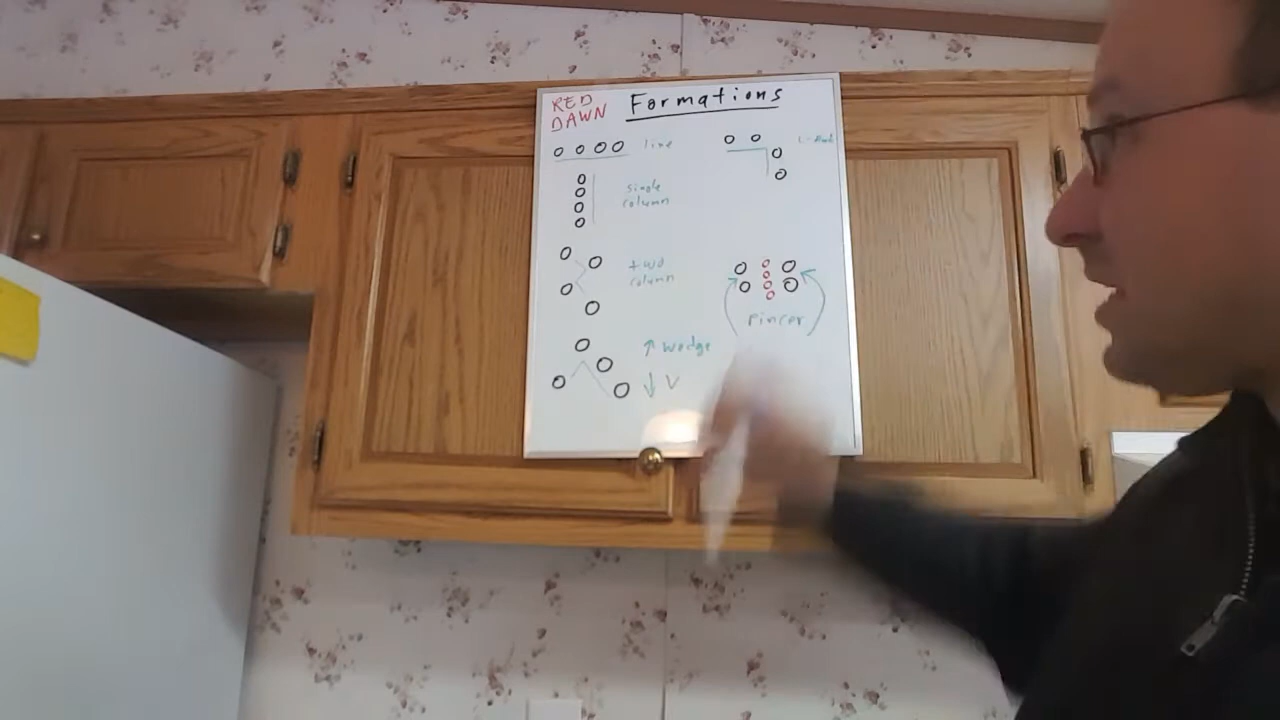 RED
DAWN
Formations
line
single
column
two
column
wedge
V
Pincer